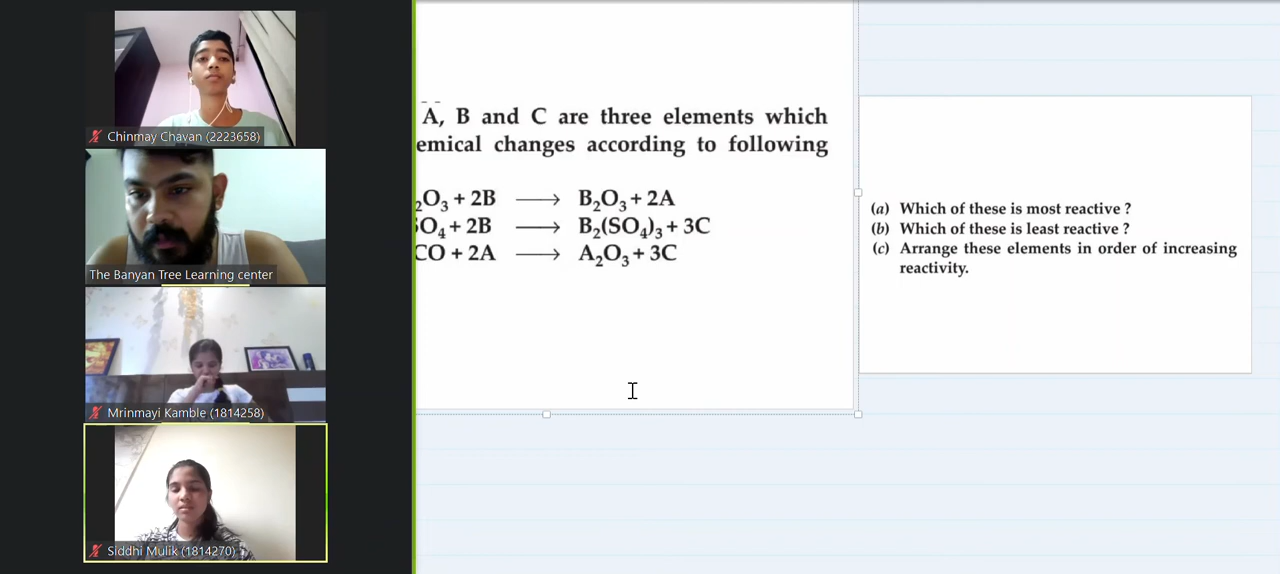 Chinmay Chavan (2223658)
The Banyan Tree Learning center
Mrinmayi Kamble (1814258)
Siddhi Mulik (1814270)
A, B and C are three elements which
emical changes according to following
₂O₃ + 2B ⟶ B₂O₃ + 2A
O₄ + 2B ⟶ B₂(SO₄)₃ + 3C
CO + 2A ⟶ A₂O₃ + 3C
(a) Which of these is most reactive ?
(b) Which of these is least reactive ?
(c) Arrange these elements in order of increasing
reactivity.